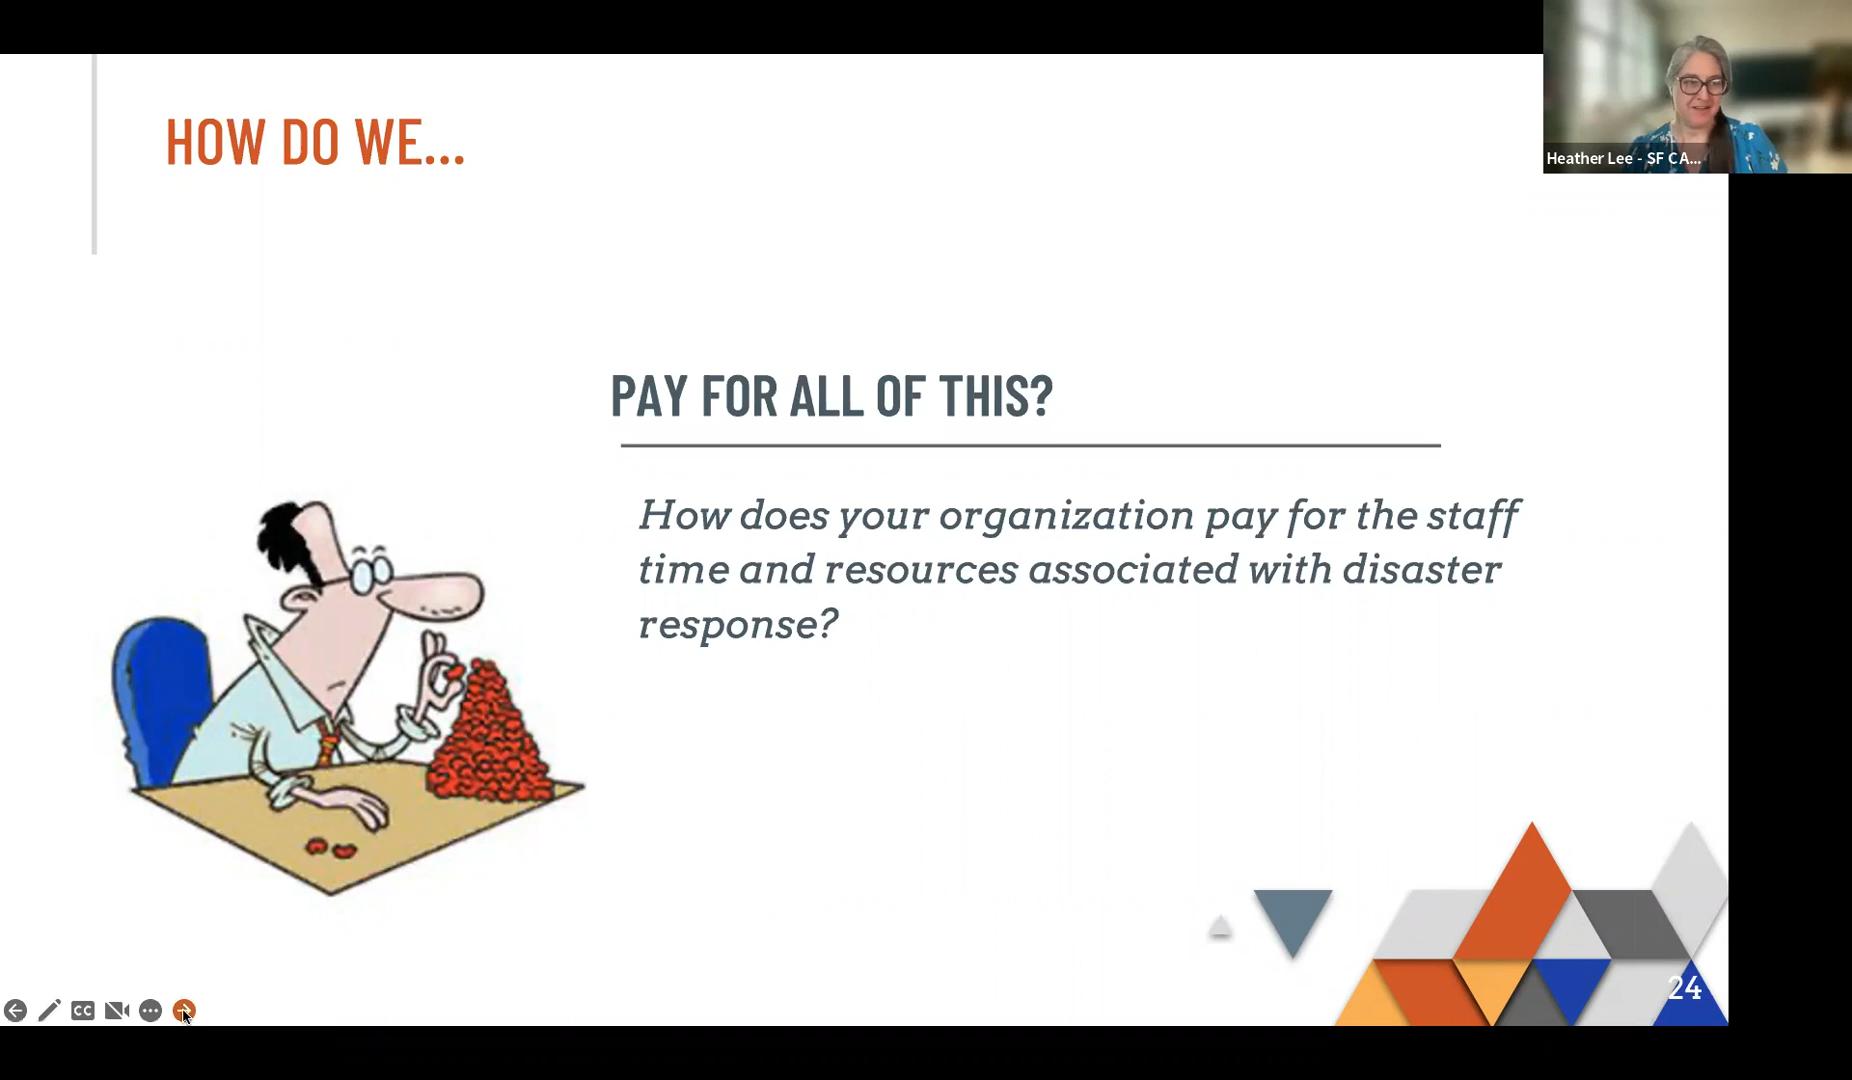 HOW DO WE...
Heather Lee - SF CA...
PAY FOR ALL OF THIS?
How does your organization pay for the staff
time and resources associated with disaster
response?
24
CC